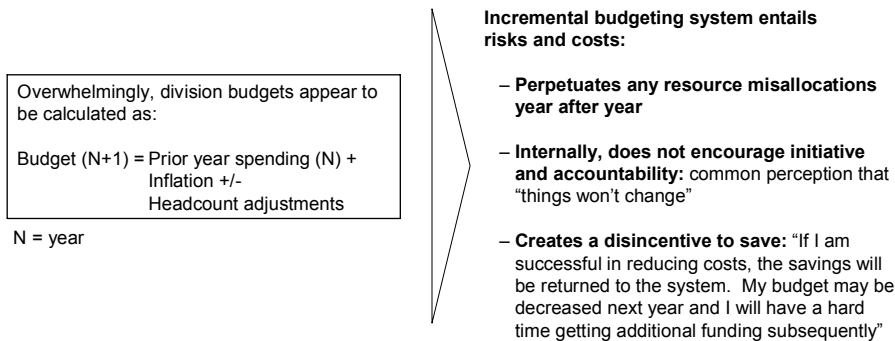 Overwhelmingly, division budgets appear to
be calculated as:
Budget (N+1) = Prior year spending (N) +
Inflation +/-
Headcount adjustments
N = year
Incremental budgeting system entails
risks and costs:
– Perpetuates any resource misallocations
year after year
– Internally, does not encourage initiative
and accountability: common perception that
“things won’t change”
– Creates a disincentive to save: “If I am
successful in reducing costs, the savings will
be returned to the system.  My budget may be
decreased next year and I will have a hard
time getting additional funding subsequently”